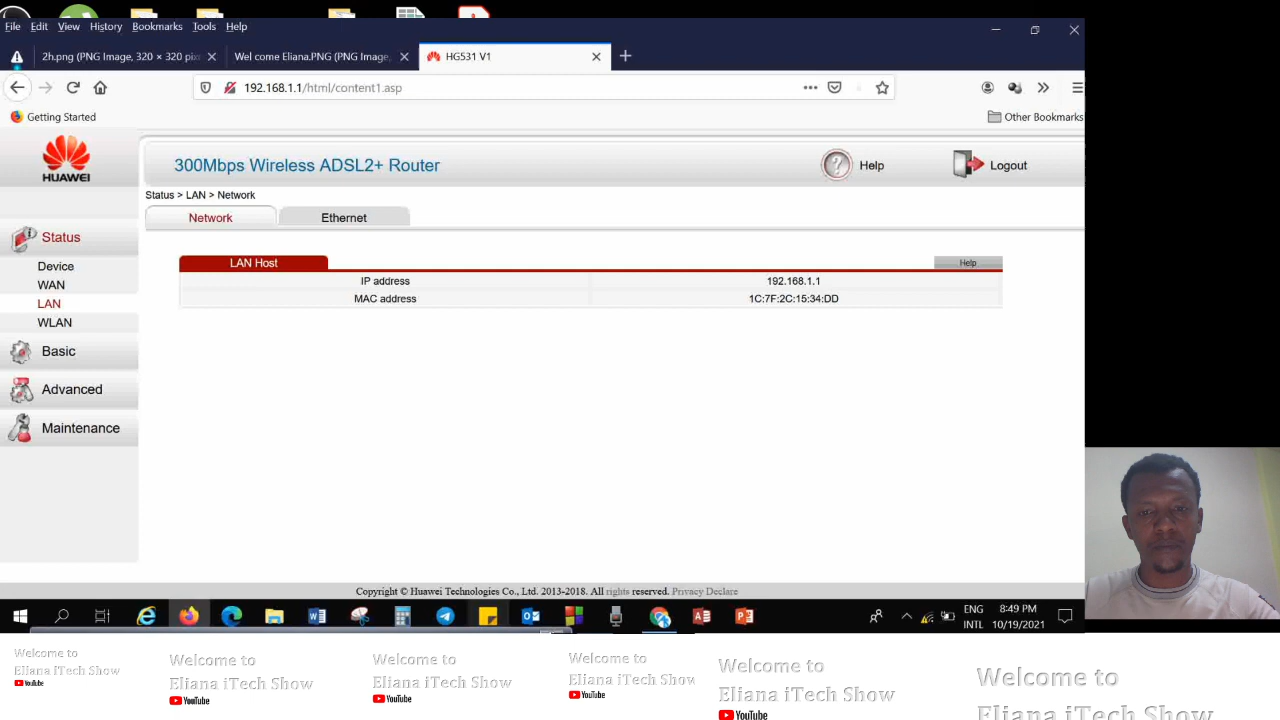 File Edit View History Bookmarks Tools Help
2h.png (PNG Image, 320 × 320 pix
Wel come Eliana.PNG (PNG Image,
HG531 V1
192.168.1.1/html/content1.asp
Getting Started
Other Bookmarks
HUAWEI
300Mbps Wireless ADSL2+ Router
Help
Logout
Status > LAN > Network
Network
Ethernet
Status
Device
WAN
LAN
WLAN
Basic
Advanced
Maintenance
LAN Host
Help
IP address 192.168.1.1
MAC address 1C:7F:2C:15:34:DD
Copyright © Huawei Technologies Co., Ltd. 2013-2018. All rights reserved. Privacy Declare
ENG
INTL
8:49 PM
10/19/2021
Welcome to
Eliana iTech Show
YouTube
Welcome to
Eliana iTech Show
YouTube
Welcome to
Eliana iTech Show
YouTube
Welcome to
Eliana iTech Show
YouTube
Welcome to
Eliana iTech Show
YouTube
Welcome to
Eliana iTech Show